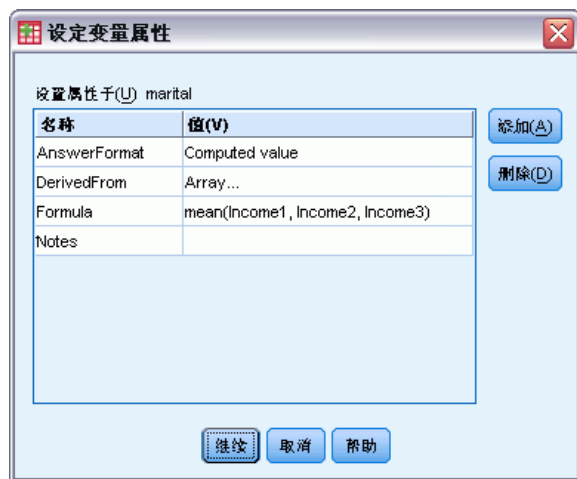 设定变量属性
设置属性于(U) marital
名称 值(V)
AnswerFormat Computed value
DerivedFrom Array...
Formula mean(Income1, Income2, Income3)
Notes
添加(A)
删除(D)
继续 取消 帮助